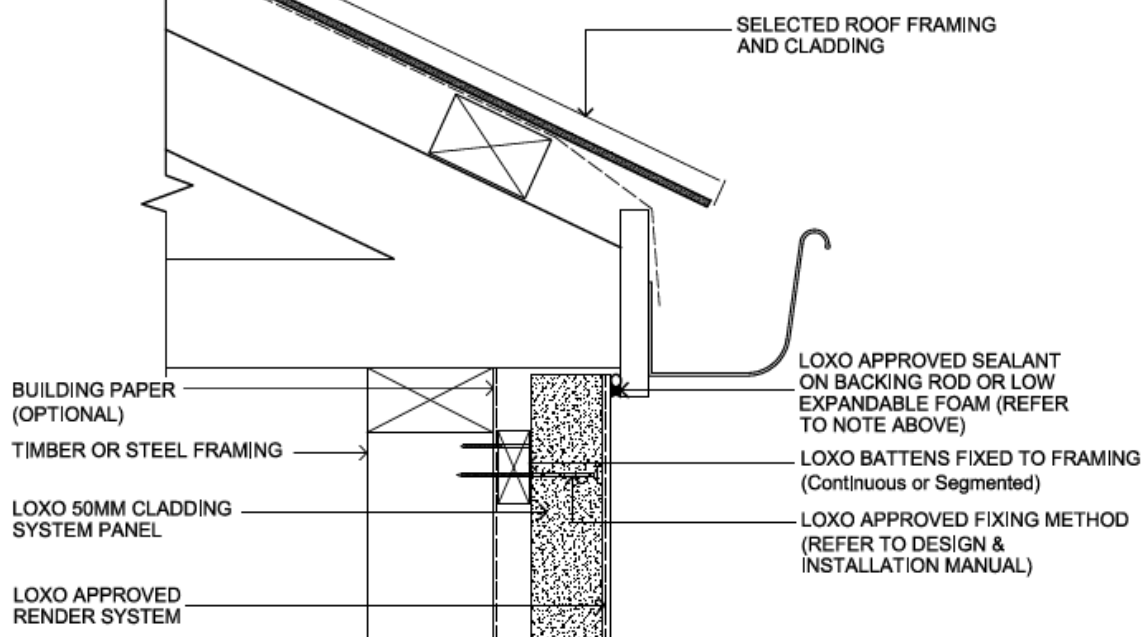 SELECTED ROOF FRAMING
AND CLADDING
BUILDING PAPER
(OPTIONAL)
TIMBER OR STEEL FRAMING
LOXO 50MM CLADDING
SYSTEM PANEL
LOXO APPROVED
RENDER SYSTEM
LOXO APPROVED SEALANT
ON BACKING ROD OR LOW
EXPANDABLE FOAM (REFER
TO NOTE ABOVE)
LOXO BATTENS FIXED TO FRAMING
(Continuous or Segmented)
LOXO APPROVED FIXING METHOD
(REFER TO DESIGN &
INSTALLATION MANUAL)